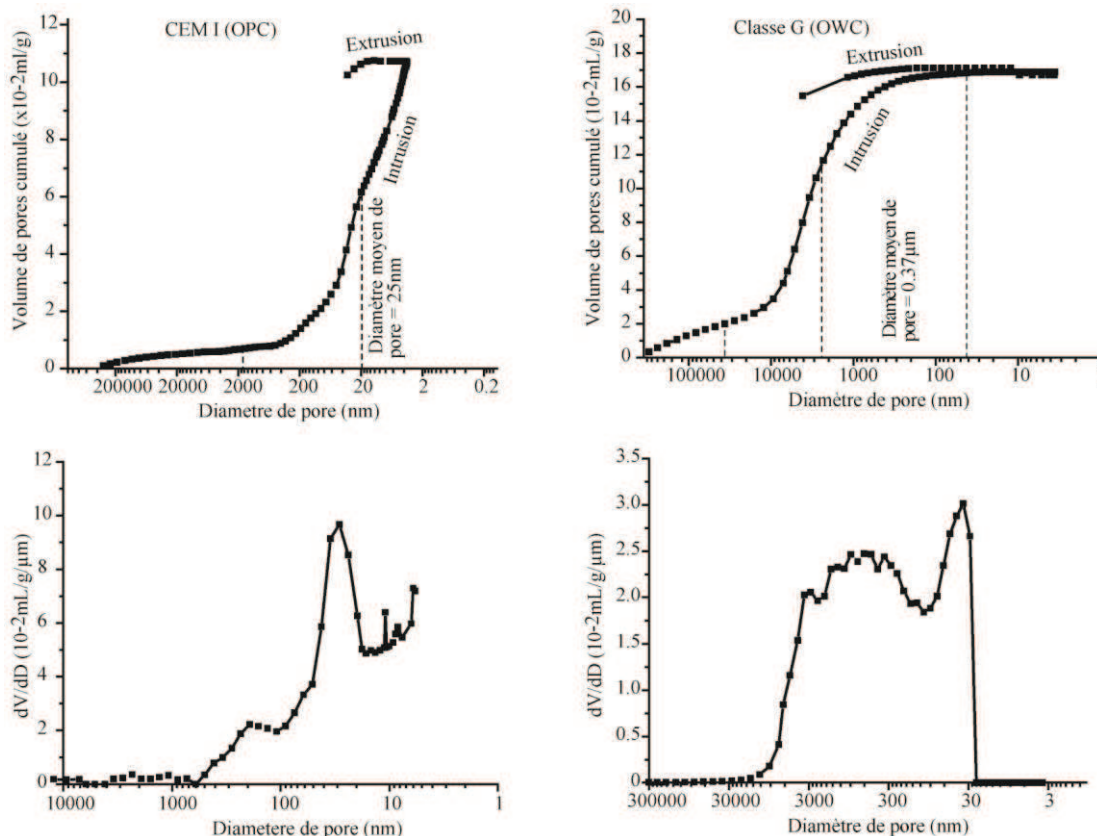 CEM I (OPC)
Volume de pores cumulé (x10-2ml/g)
12
10
8
6
4
2
0
Extrusion
Intrusion
Diamètre moyen de
pore = 25nm
200000 20000 2000 200 20 2 0.2
Diametre de pore (nm)
Classe G (OWC)
Volume de pores cumulé (10-2mL/g)
20
18
16
14
12
10
8
6
4
2
0
Extrusion
Intrusion
Diamètre moyen de
pore = 0.37µm
100000 10000 1000 100 10
Diamètre de pore (nm)
dV/dD (10-2mL/g/µm)
12
10
8
6
4
2
0
10000 1000 100 10 1
Diametere de pore (nm)
dV/dD (10-2mL/g/µm)
3.0
2.5
2.0
1.5
1.0
0.5
0
300000 30000 3000 300 30 3
Diamètre de pore (nm)